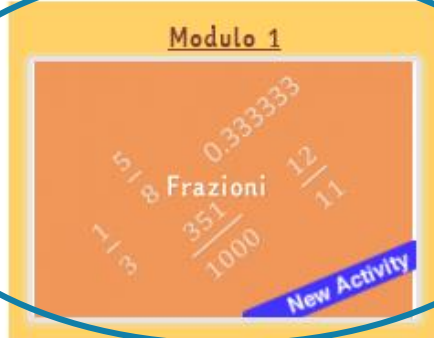 Modulo 1
0.333333
5/8
12/11
Frazioni
1/3
351/1000
New Activity